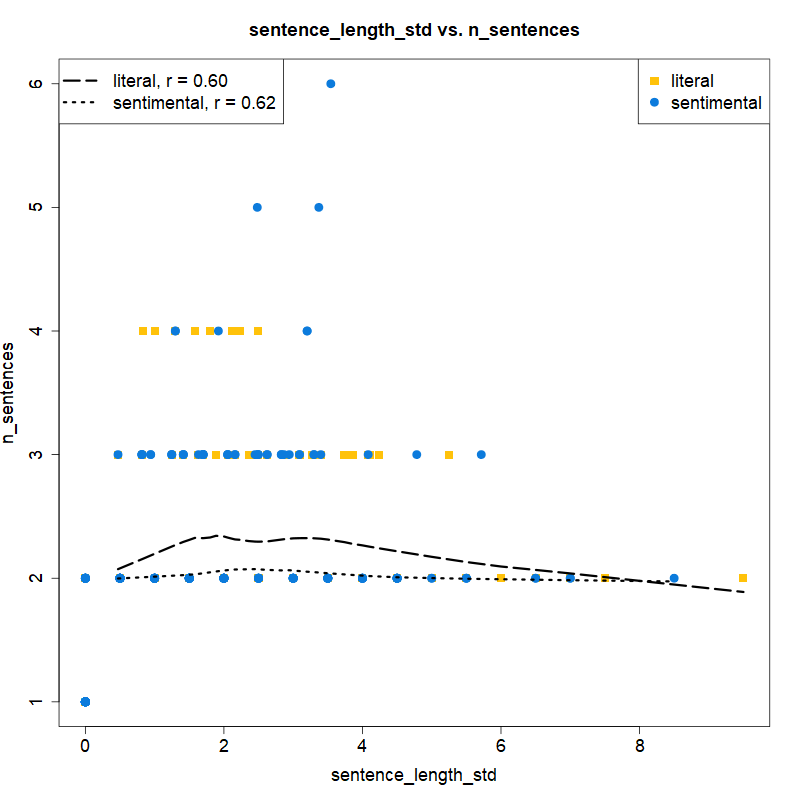 sentence_length_std vs. n_sentences
literal, r = 0.60
sentimental, r = 0.62
literal
sentimental
n_sentences
6
5
4
3
2
1
0 2 4 6 8
sentence_length_std